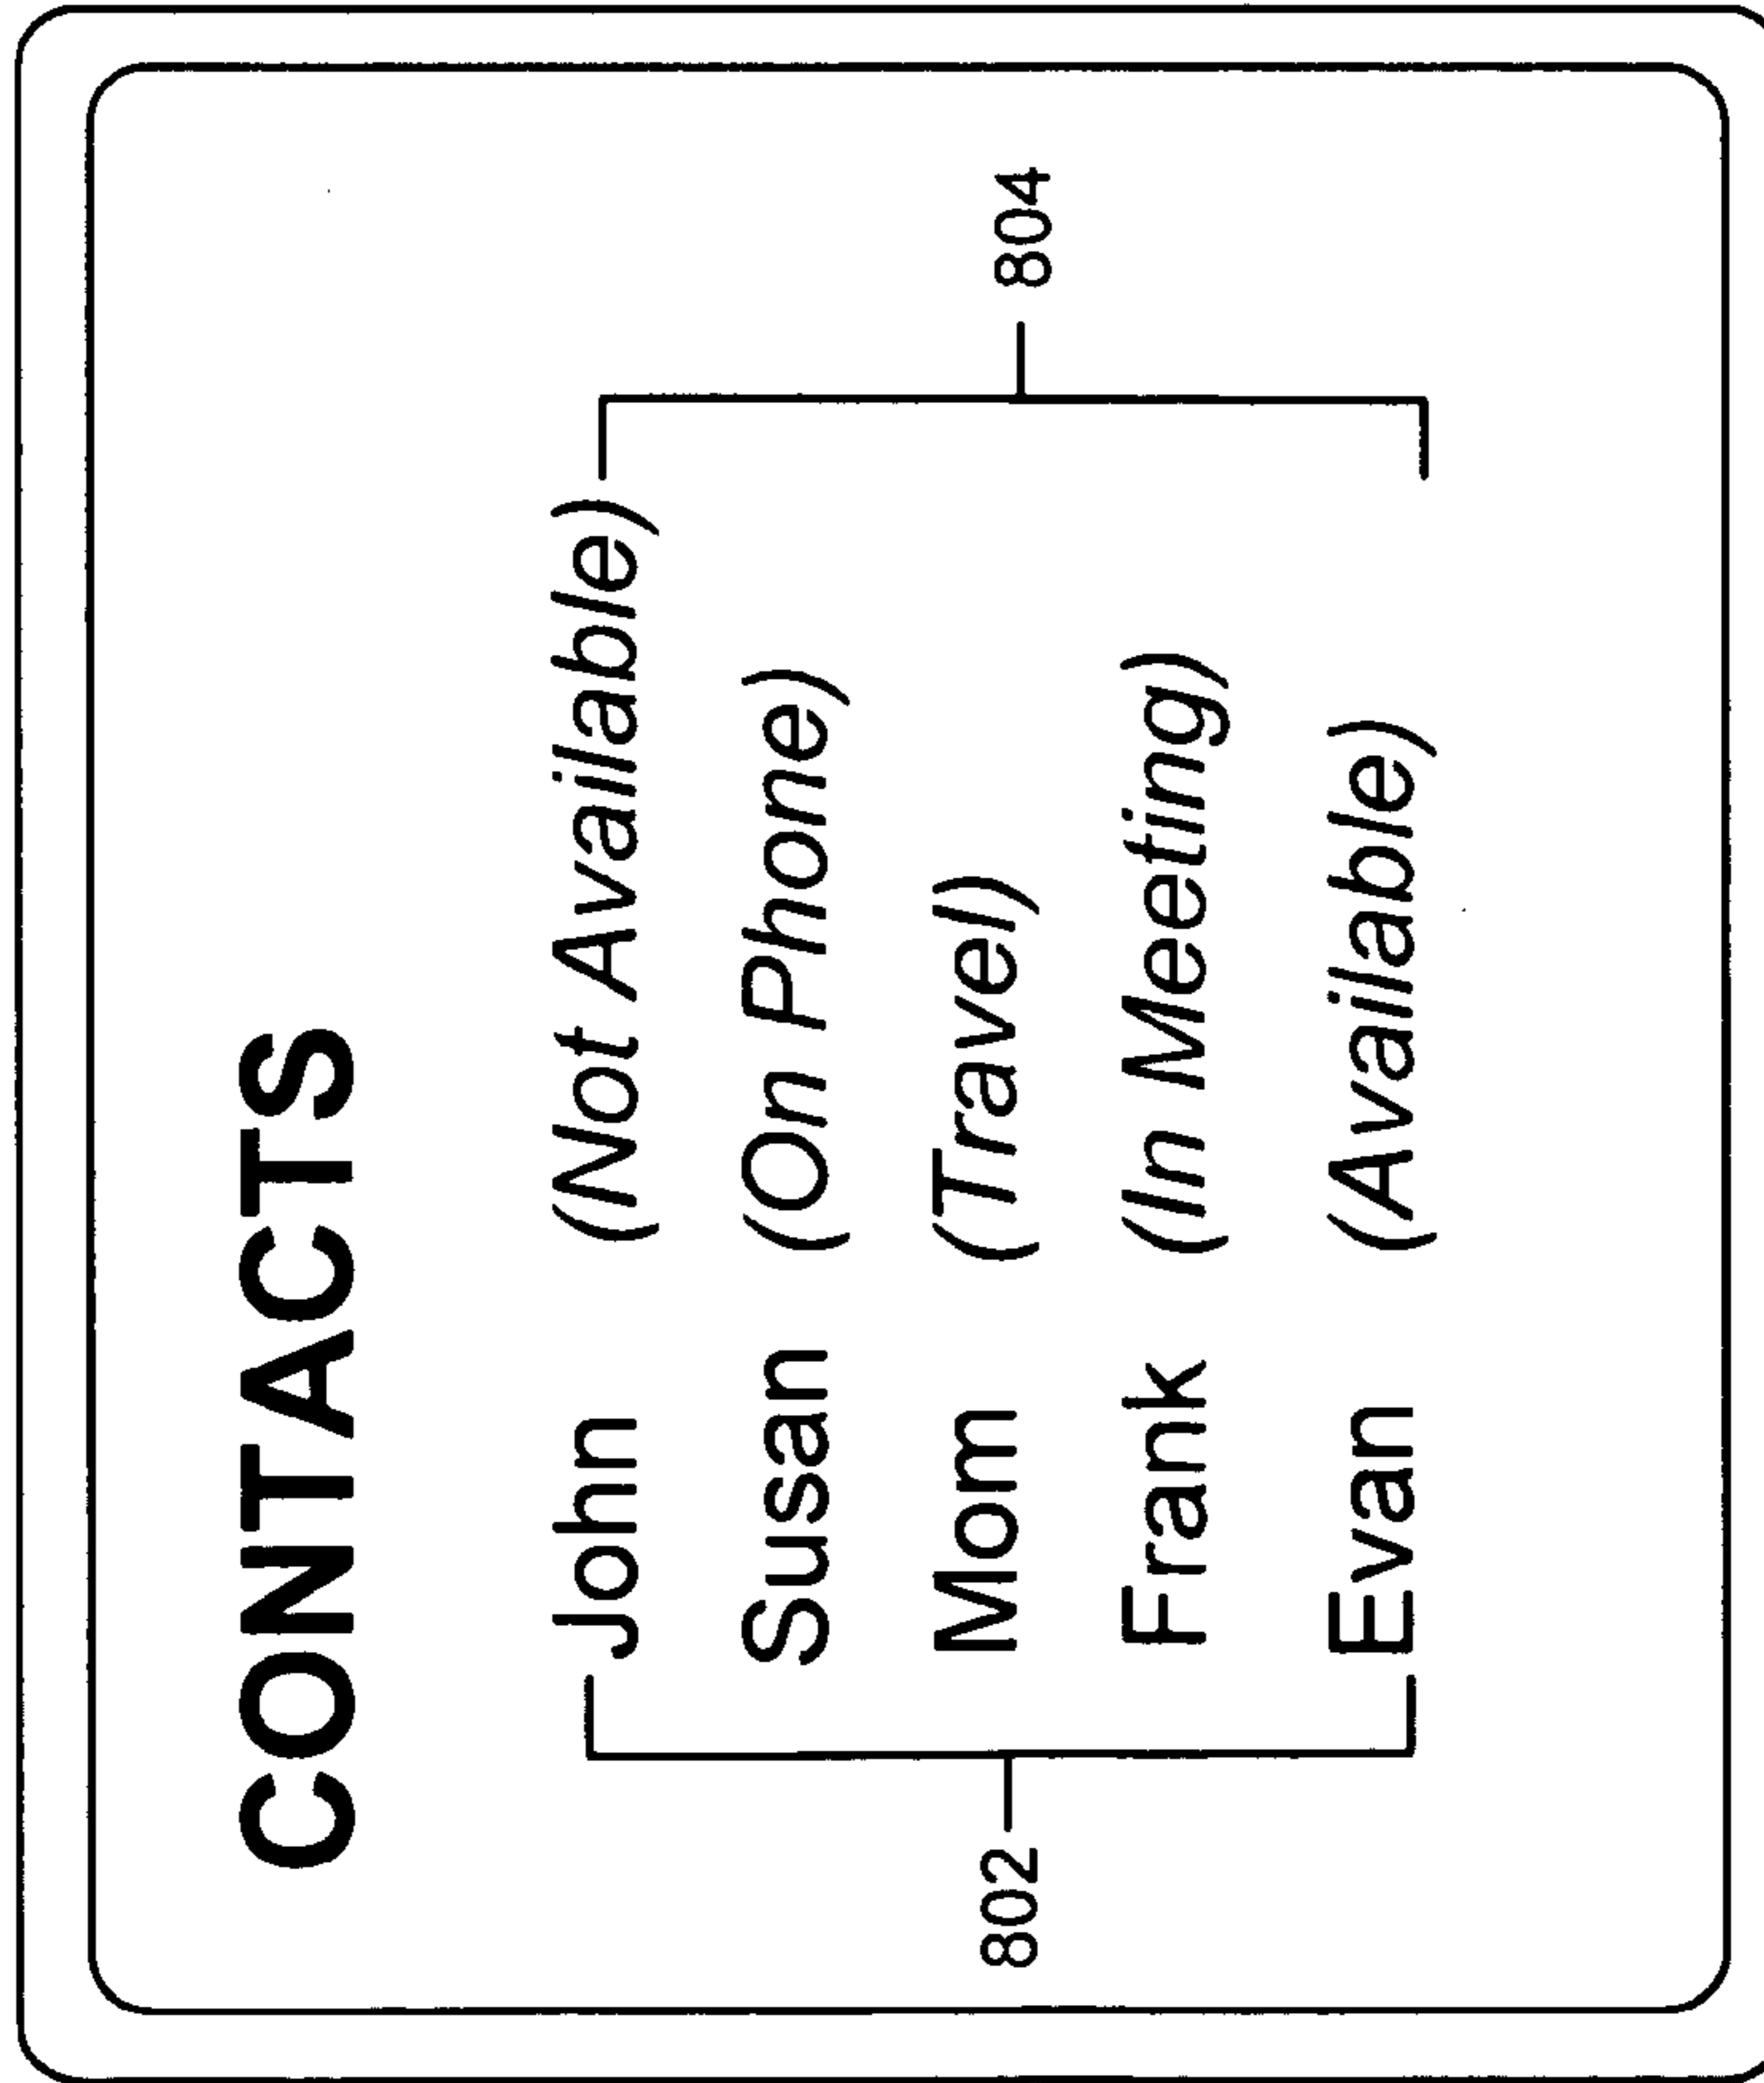 CONTACTS
John (Not Available)
Susan (On Phone)
802 Mom (Travel) 804
Frank (In Meeting)
Evan (Available)